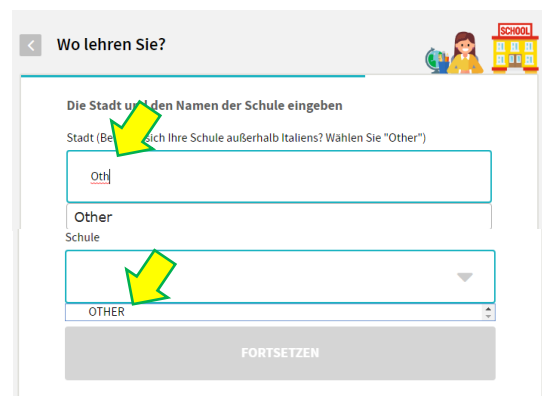 Wo lehren Sie?
SCHOOL
Die Stadt und den Namen der Schule eingeben
Stadt (Be sich Ihre Schule außerhalb Italiens? Wählen Sie "Other")
Oth
Other
Schule
OTHER
FORTSETZEN